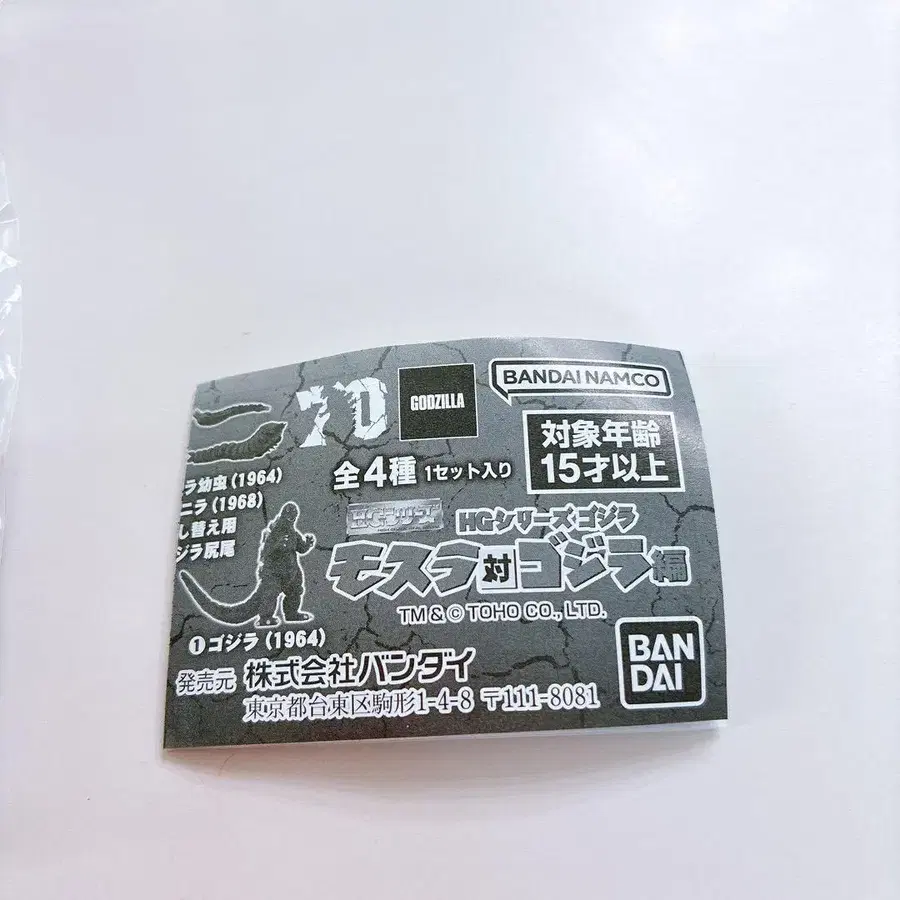 70
GODZILLA
BANDAI NAMCO
対象年齢
15才以上
全4種 1セット入り
ラ幼虫(1964)
ニラ(1968)
し替え用
ジラ尻尾
①ゴジラ(1964)
HGシリーズ
HGシリーズ ゴジラ
モスラ対ゴジラ編
TM & © TOHO CO., LTD.
発売元 株式会社バンダイ
東京都台東区駒形1-4-8 〒111-8081
BAN
DAI